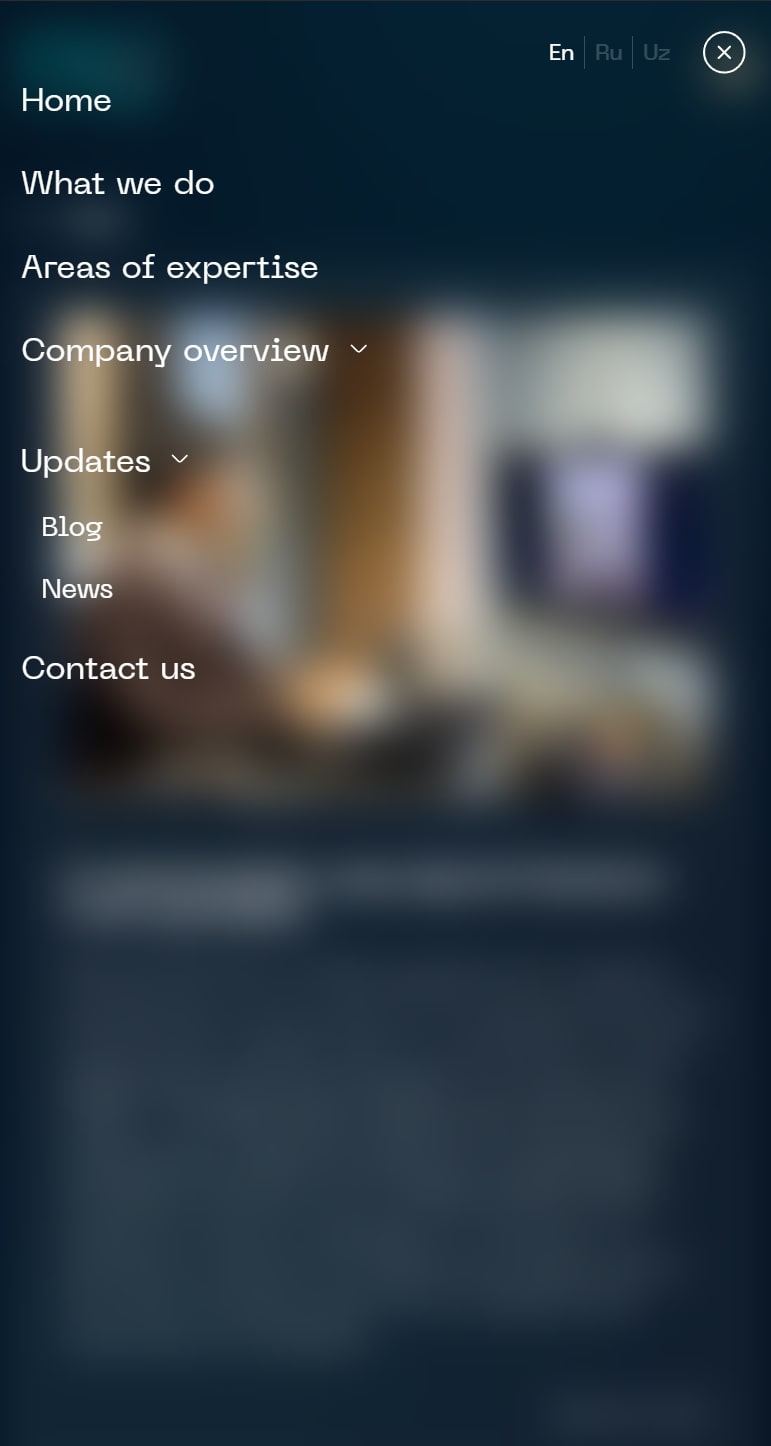 En Ru Uz
Home
What we do
Areas of expertise
Company overview
Updates
Blog
News
Contact us